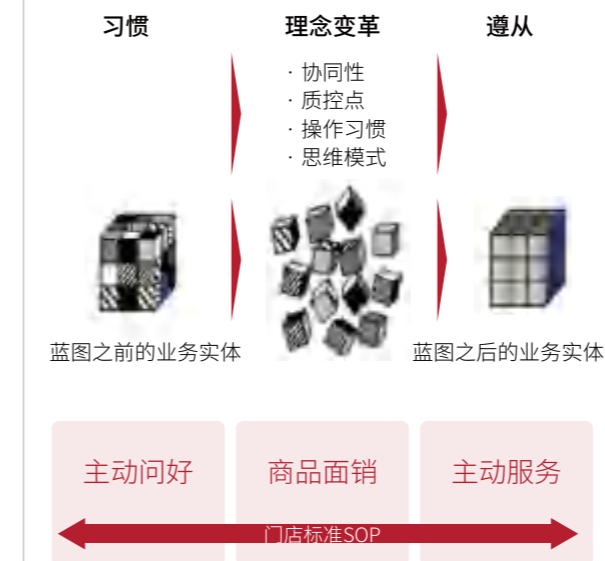 习惯
理念变革
遵从
· 协同性
· 质控点
· 操作习惯
· 思维模式
蓝图之前的业务实体
蓝图之后的业务实体
主动问好
商品面销
主动服务
门店标准SOP